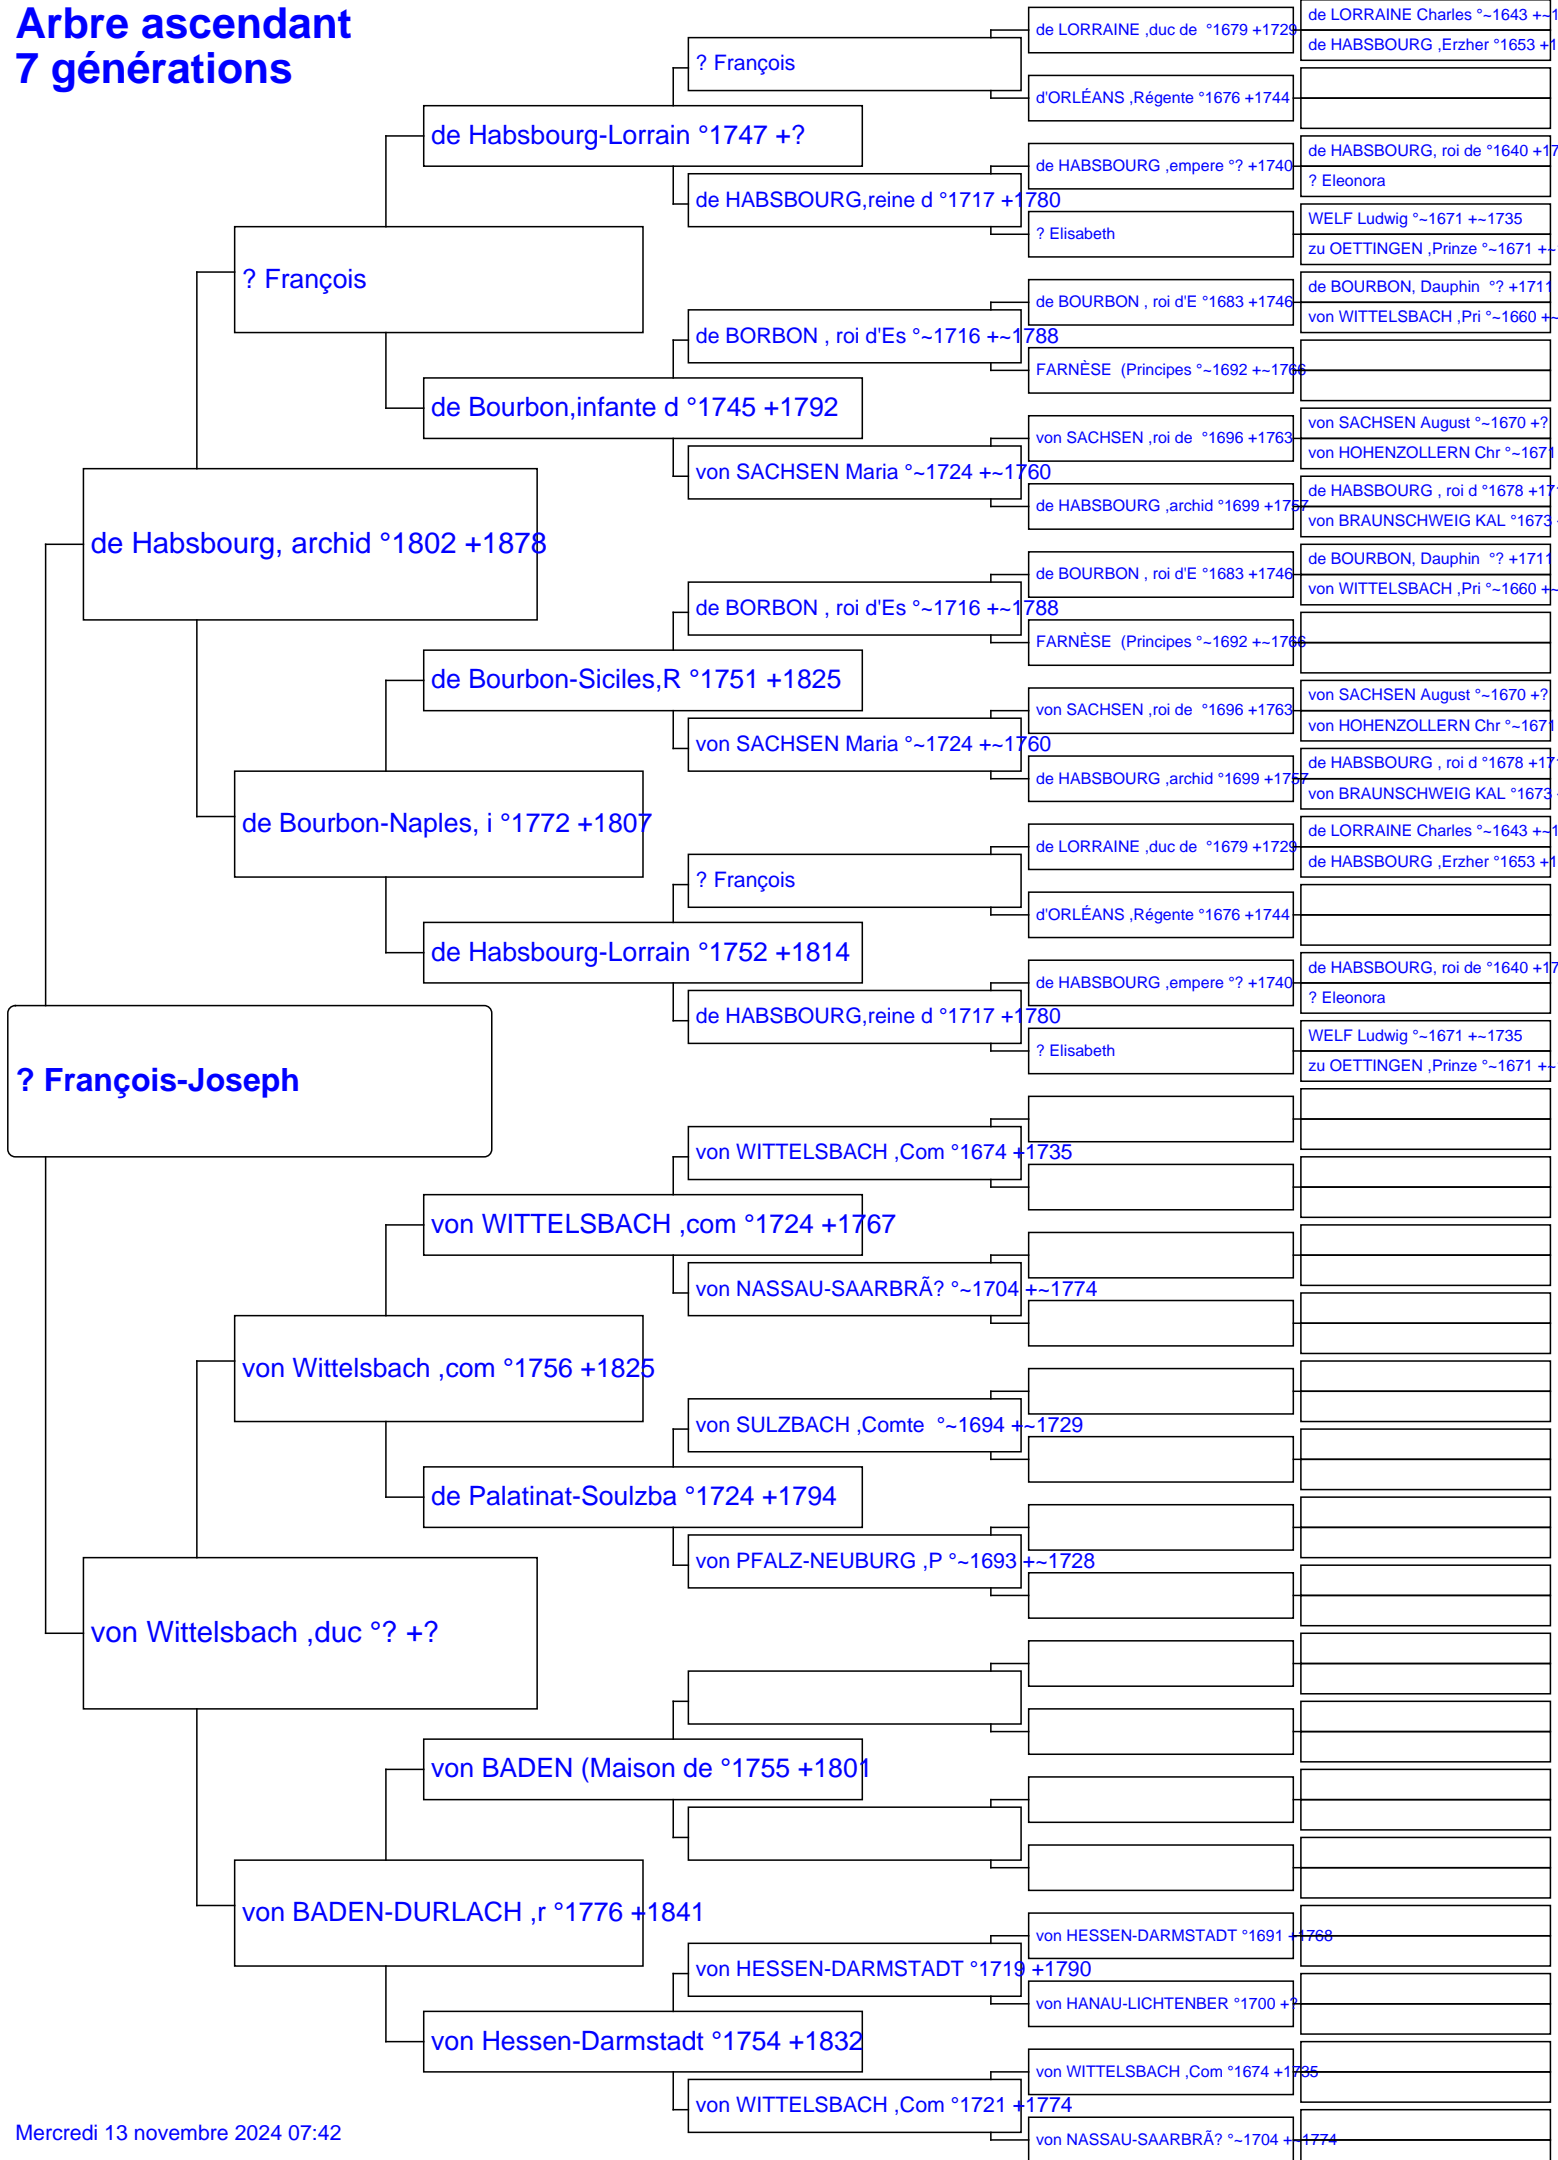 Arbre ascendant
7 générations
de LORRAINE Charles °~1643 +~1
de LORRAINE ,duc de  °1679 +1729
de HABSBOURG ,Erzher °1653 +1
? François
d'ORLÉANS ,Régente °1676 +1744
de Habsbourg-Lorrain °1747 +?
de HABSBOURG, roi de °1640 +17
de HABSBOURG ,empere °? +1740
? Eleonora
de HABSBOURG,reine d °1717 +1780
WELF Ludwig °~1671 +~1735
? Elisabeth
zu OETTINGEN ,Prinze °~1671 +~
? François
de BOURBON, Dauphin  °? +1711
de BOURBON , roi d'E °1683 +1746
von WITTELSBACH ,Pri °~1660 +~
de BORBON , roi d'Es °~1716 +~1788
FARNÈSE  (Principes °~1692 +~1766
de Bourbon,infante d °1745 +1792
von SACHSEN August °~1670 +?
von SACHSEN ,roi de  °1696 +1763
von HOHENZOLLERN Chr °~1671
von SACHSEN Maria °~1724 +~1760
de HABSBOURG , roi d °1678 +171
de HABSBOURG ,archid °1699 +1757
von BRAUNSCHWEIG KAL °1673 +
de Habsbourg, archid °1802 +1878
de BOURBON, Dauphin  °? +1711
de BOURBON , roi d'E °1683 +1746
von WITTELSBACH ,Pri °~1660 +~
de BORBON , roi d'Es °~1716 +~1788
FARNÈSE  (Principes °~1692 +~1766
de Bourbon-Siciles,R °1751 +1825
von SACHSEN August °~1670 +?
von SACHSEN ,roi de  °1696 +1763
von HOHENZOLLERN Chr °~1671
von SACHSEN Maria °~1724 +~1760
de HABSBOURG , roi d °1678 +171
de HABSBOURG ,archid °1699 +1757
von BRAUNSCHWEIG KAL °1673 +
de Bourbon-Naples, i °1772 +1807
de LORRAINE Charles °~1643 +~1
de LORRAINE ,duc de  °1679 +1729
de HABSBOURG ,Erzher °1653 +1
? François
d'ORLÉANS ,Régente °1676 +1744
de Habsbourg-Lorrain °1752 +1814
de HABSBOURG, roi de °1640 +17
de HABSBOURG ,empere °? +1740
? Eleonora
de HABSBOURG,reine d °1717 +1780
WELF Ludwig °~1671 +~1735
? Elisabeth
zu OETTINGEN ,Prinze °~1671 +~
? François-Joseph
von WITTELSBACH ,Com °1674 +1735
von WITTELSBACH ,com °1724 +1767
von NASSAU-SAARBRÃ? °~1704 +~1774
von Wittelsbach ,com °1756 +1825
von SULZBACH ,Comte  °~1694 +~1729
de Palatinat-Soulzba °1724 +1794
von PFALZ-NEUBURG ,P °~1693 +~1728
von Wittelsbach ,duc °? +?
von BADEN (Maison de °1755 +1801
von BADEN-DURLACH ,r °1776 +1841
von HESSEN-DARMSTADT °1691 +1768
von HESSEN-DARMSTADT °1719 +1790
von HANAU-LICHTENBER °1700 +?
von Hessen-Darmstadt °1754 +1832
von WITTELSBACH ,Com °1674 +1735
von WITTELSBACH ,Com °1721 +1774
von NASSAU-SAARBRÃ? °~1704 +~1774
Mercredi 13 novembre 2024 07:42